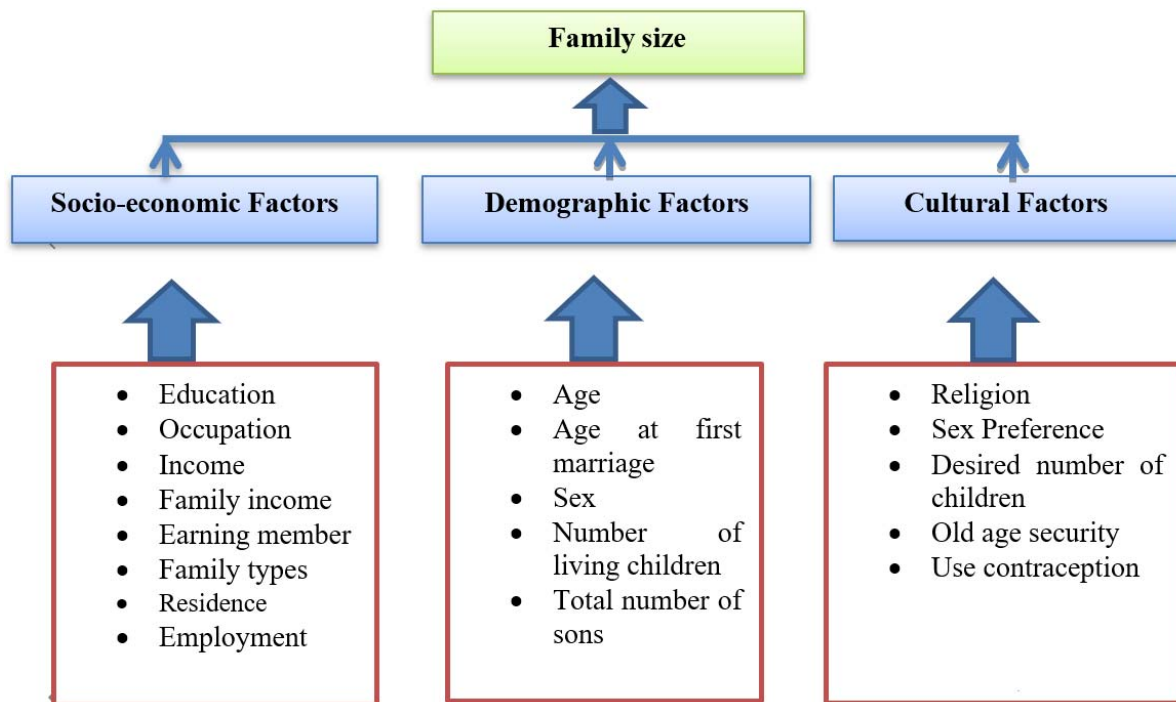 Family size
Socio-economic Factors
Demographic Factors
Cultural Factors
• Education
• Occupation
• Income
• Family income
• Earning member
• Family types
• Residence
• Employment
• Age
• Age at first
marriage
• Sex
• Number of
living children
• Total number of
sons
• Religion
• Sex Preference
• Desired number of
children
• Old age security
• Use contraception